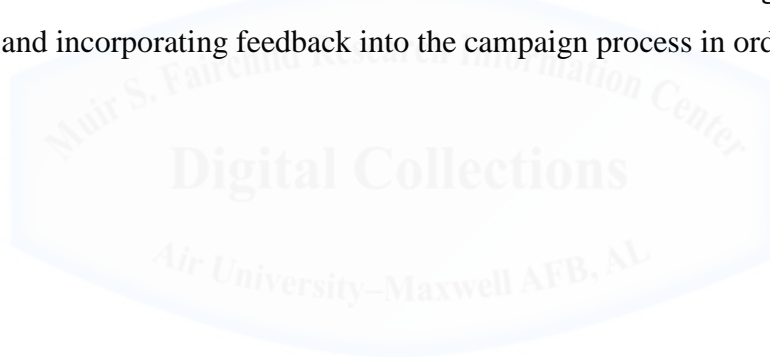 and incorporating feedback into the campaign process in ord
Muir S. Fairchild Research Information Center
Digital Collections
Air University–Maxwell AFB, AL